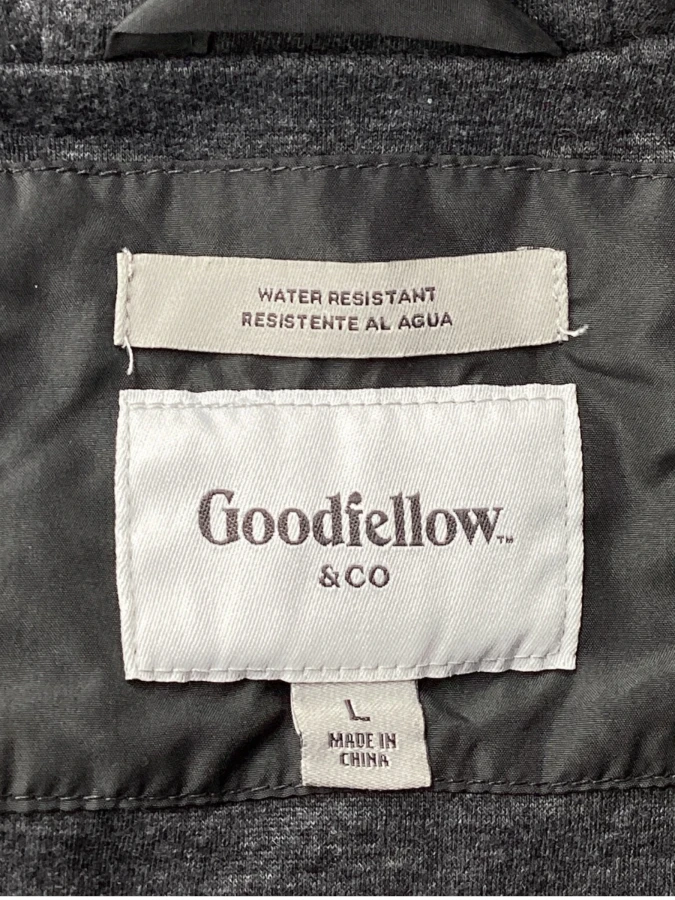 WATER RESISTANT
RESISTENTE AL AGUA
Goodfellow™
&CO
L
MADE IN
CHINA